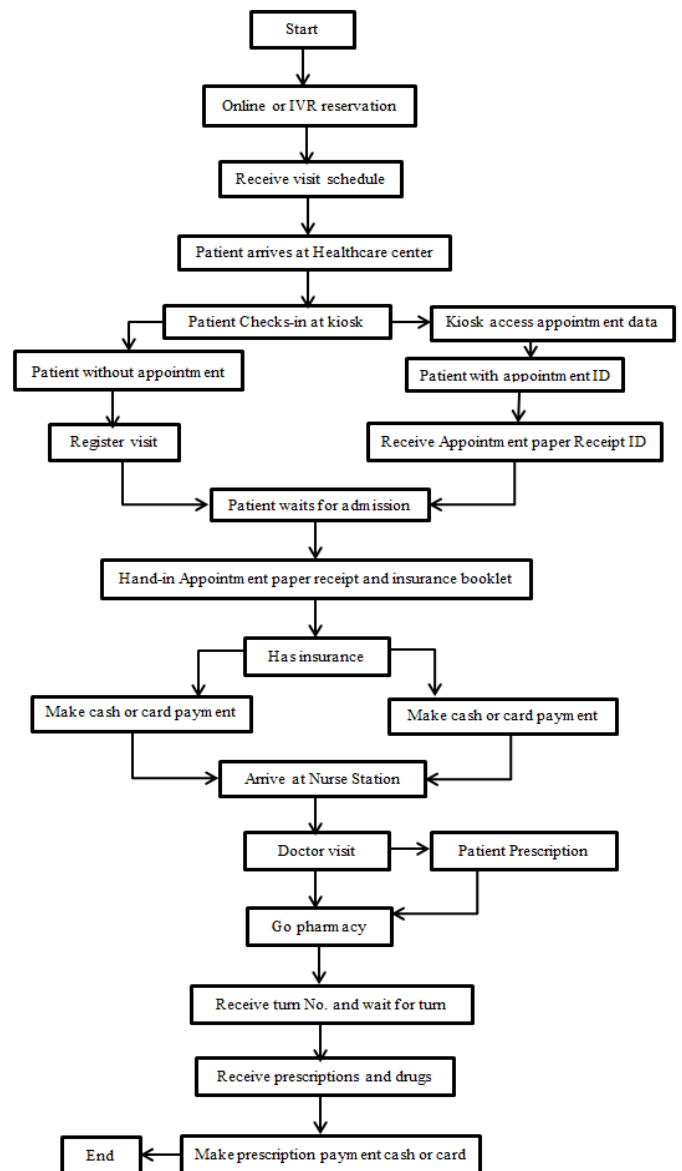 Start
Online or IVR reservation
Receive visit schedule
Patient arrives at Healthcare center
Patient Checks-in at kiosk
Kiosk access appointment data
Patient without appointment
Patient with appointment ID
Register visit
Receive Appointment paper Receipt ID
Patient waits for admission
Hand-in Appointment paper receipt and insurance booklet
Has insurance
Make cash or card payment
Make cash or card payment
Arrive at Nurse Station
Doctor visit
Patient Prescription
Go pharmacy
Receive turn No. and wait for turn
Receive prescriptions and drugs
End
Make prescription payment cash or card